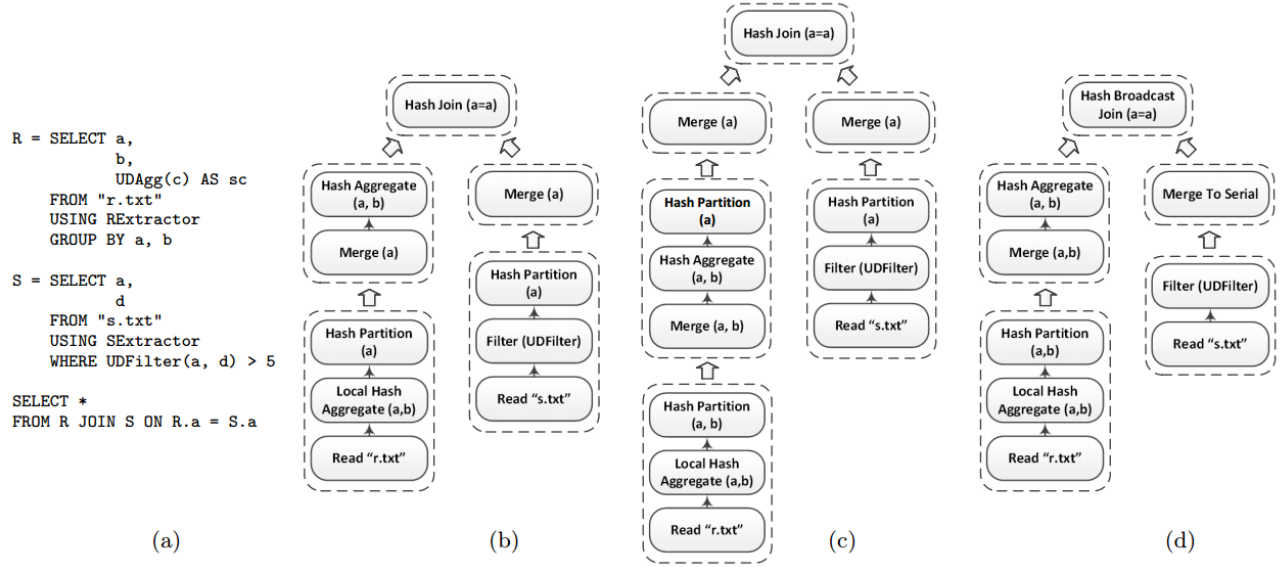 R = SELECT a,
b,
UDAgg(c) AS sc
FROM "r.txt"
USING RExtractor
GROUP BY a, b
S = SELECT a,
d
FROM "s.txt"
USING SExtractor
WHERE UDFilter(a, d) > 5
SELECT *
FROM R JOIN S ON R.a = S.a
(a)
Hash Join (a=a)
Hash Aggregate
(a, b)
Merge (a)
Hash Partition
(a)
Local Hash
Aggregate (a,b)
Read “r.txt”
Merge (a)
Hash Partition
(a)
Filter (UDFilter)
Read “s.txt”
(b)
Hash Join (a=a)
Merge (a)
Hash Partition
(a)
Hash Aggregate
(a, b)
Merge (a, b)
Hash Partition
(a, b)
Local Hash
Aggregate (a,b)
Read “r.txt”
Merge (a)
Hash Partition
(a)
Filter (UDFilter)
Read “s.txt”
(c)
Hash Broadcast
Join (a=a)
Hash Aggregate
(a, b)
Merge (a,b)
Hash Partition
(a,b)
Local Hash
Aggregate (a,b)
Read “r.txt”
Merge To Serial
Filter (UDFilter)
Read “s.txt”
(d)